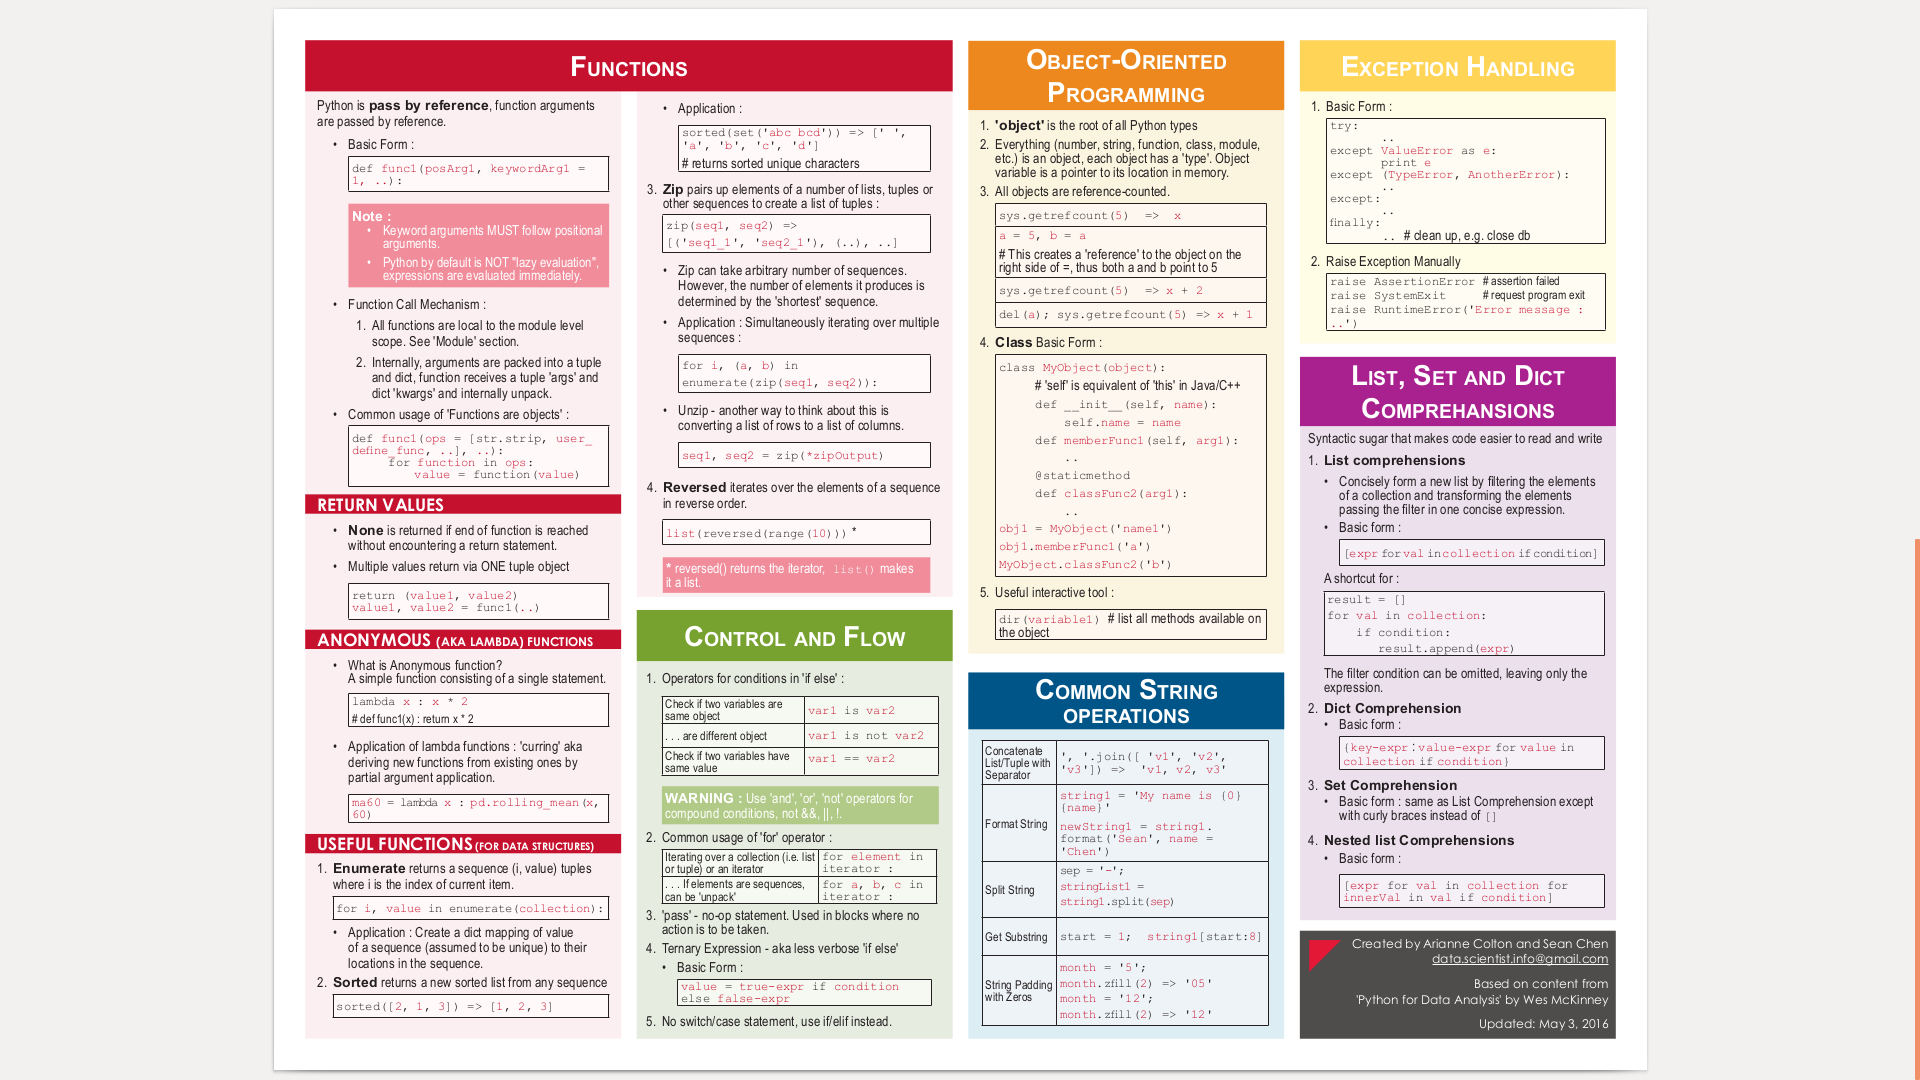 FUNCTIONS
Python is pass by reference, function arguments
are passed by reference.
• Basic Form :
def func1(posArg1, keywordArg1 =
1, ..):
Note :
• Keyword arguments MUST follow positional
arguments.
• Python by default is NOT "lazy evaluation",
expressions are evaluated immediately.
• Function Call Mechanism :
1. All functions are local to the module level
scope. See 'Module' section.
2. Internally, arguments are packed into a tuple
and dict, function receives a tuple 'args' and
dict 'kwargs' and internally unpack.
• Common usage of 'Functions are objects' :
def func1(ops = [str.strip, user_
define_func, ..], ..):
for function in ops:
value = function(value)
RETURN VALUES
• None is returned if end of function is reached
without encountering a return statement.
• Multiple values return via ONE tuple object
return (value1, value2)
value1, value2 = func1(..)
ANONYMOUS (AKA LAMBDA) FUNCTIONS
• What is Anonymous function?
A simple function consisting of a single statement.
lambda x : x * 2
# def func1(x) : return x * 2
• Application of lambda functions : 'curring' aka
deriving new functions from existing ones by
partial argument application.
ma60 = lambda x : pd.rolling_mean(x,
60)
USEFUL FUNCTIONS (FOR DATA STRUCTURES)
1. Enumerate returns a sequence (i, value) tuples
where i is the index of current item.
for i, value in enumerate(collection):
• Application : Create a dict mapping of value
of a sequence (assumed to be unique) to their
locations in the sequence.
2. Sorted returns a new sorted list from any sequence
sorted([2, 1, 3]) => [1, 2, 3]
• Application :
sorted(set('abc bcd')) => [' ',
'a', 'b', 'c', 'd']
# returns sorted unique characters
3. Zip pairs up elements of a number of lists, tuples or
other sequences to create a list of tuples :
zip(seq1, seq2) =>
[('seq1_1', 'seq2_1'), (..), ..]
• Zip can take arbitrary number of sequences.
However, the number of elements it produces is
determined by the 'shortest' sequence.
• Application : Simultaneously iterating over multiple
sequences :
for i, (a, b) in
enumerate(zip(seq1, seq2)):
• Unzip - another way to think about this is
converting a list of rows to a list of columns.
seq1, seq2 = zip(*zipOutput)
4. Reversed iterates over the elements of a sequence
in reverse order.
list(reversed(range(10))) *
* reversed() returns the iterator, list() makes
it a list.
CONTROL AND FLOW
1. Operators for conditions in 'if else' :
Check if two variables are
same object
var1 is var2
. . . are different object
var1 is not var2
Check if two variables have
same value
var1 == var2
WARNING : Use 'and', 'or', 'not' operators for
compound conditions, not &&, ||, !.
2. Common usage of 'for' operator :
Iterating over a collection (i.e. list
or tuple) or an iterator
for element in
iterator :
. . . If elements are sequences,
can be 'unpack'
for a, b, c in
iterator :
3. 'pass' - no-op statement. Used in blocks where no
action is to be taken.
4. Ternary Expression - aka less verbose 'if else'
• Basic Form :
value = true-expr if condition
else false-expr
5. No switch/case statement, use if/elif instead.
OBJECT-ORIENTED
PROGRAMMING
1. 'object' is the root of all Python types
2. Everything (number, string, function, class, module,
etc.) is an object, each object has a 'type'. Object
variable is a pointer to its location in memory.
3. All objects are reference-counted.
sys.getrefcount(5) => x
a = 5, b = a
# This creates a 'reference' to the object on the
right side of =, thus both a and b point to 5
sys.getrefcount(5) => x + 2
del(a); sys.getrefcount(5) => x + 1
4. Class Basic Form :
class MyObject(object):
# 'self' is equivalent of 'this' in Java/C++
def __init__(self, name):
self.name = name
def memberFunc1(self, arg1):
..
@staticmethod
def classFunc2(arg1):
..
obj1 = MyObject('name1')
obj1.memberFunc1('a')
MyObject.classFunc2('b')
5. Useful interactive tool :
dir(variable1) # list all methods available on
the object
COMMON STRING
OPERATIONS
Concatenate
List/Tuple with
Separator
', '.join([ 'v1', 'v2',
'v3']) => 'v1, v2, v3'
Format String
string1 = 'My name is {0}
{name}'
newString1 = string1.
format('Sean', name =
'Chen')
Split String
sep = '-';
stringList1 =
string1.split(sep)
Get Substring
start = 1; string1[start:8]
String Padding
with Zeros
month = '5';
month.zfill(2) => '05'
month = '12';
month.zfill(2) => '12'
EXCEPTION HANDLING
1. Basic Form :
try:
..
except ValueError as e:
print e
except (TypeError, AnotherError):
..
except:
..
finally:
.. # clean up, e.g. close db
2. Raise Exception Manually
raise AssertionError # assertion failed
raise SystemExit # request program exit
raise RuntimeError('Error message :
..')
LIST, SET AND DICT
COMPREHANSIONS
Syntactic sugar that makes code easier to read and write
1. List comprehensions
• Concisely form a new list by filtering the elements
of a collection and transforming the elements
passing the filter in one concise expression.
• Basic form :
[expr for val in collection if condition]
A shortcut for :
result = []
for val in collection:
if condition:
result.append(expr)
The filter condition can be omitted, leaving only the
expression.
2. Dict Comprehension
• Basic form :
{key-expr : value-expr for value in
collection if condition}
3. Set Comprehension
• Basic form : same as List Comprehension except
with curly braces instead of []
4. Nested list Comprehensions
• Basic form :
[expr for val in collection for
innerVal in val if condition]
Created by Arianne Colton and Sean Chen
data.scientist.info@gmail.com
Based on content from
'Python for Data Analysis' by Wes McKinney
Updated: May 3, 2016